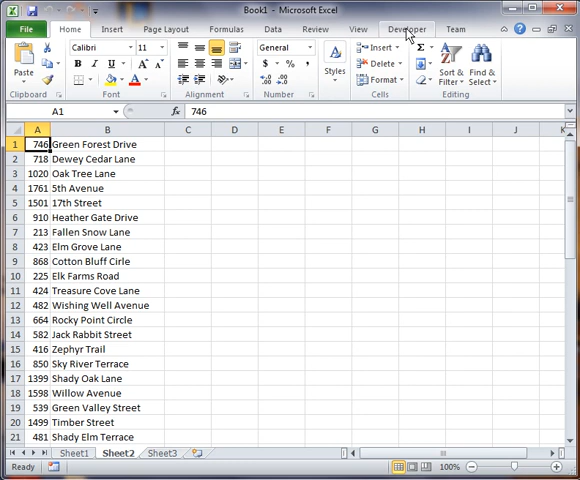 Book1 - Microsoft Excel
File Home Insert Page Layout Formulas Data Review View Developer Team
Paste
Clipboard
Calibri 11
B I U
A A
Font
Alignment
General
$ % ,
Number
Styles
Insert
Delete
Format
Cells
Σ
Sort &
Filter
Find &
Select
Editing
A1 fx 746
A B C D E F G H I J K
1 746 Green Forest Drive
2 718 Dewey Cedar Lane
3 1020 Oak Tree Lane
4 1761 5th Avenue
5 1501 17th Street
6 910 Heather Gate Drive
7 213 Fallen Snow Lane
8 423 Elm Grove Lane
9 868 Cotton Bluff Cirle
10 225 Elk Farms Road
11 424 Treasure Cove Lane
12 482 Wishing Well Avenue
13 664 Rocky Point Circle
14 582 Jack Rabbit Street
15 416 Zephyr Trail
16 850 Sky River Terrace
17 1399 Shady Oak Lane
18 1598 Willow Avenue
19 539 Green Valley Street
20 1499 Timber Street
21 481 Shady Elm Terrace
Sheet1 Sheet2 Sheet3
Ready 100%